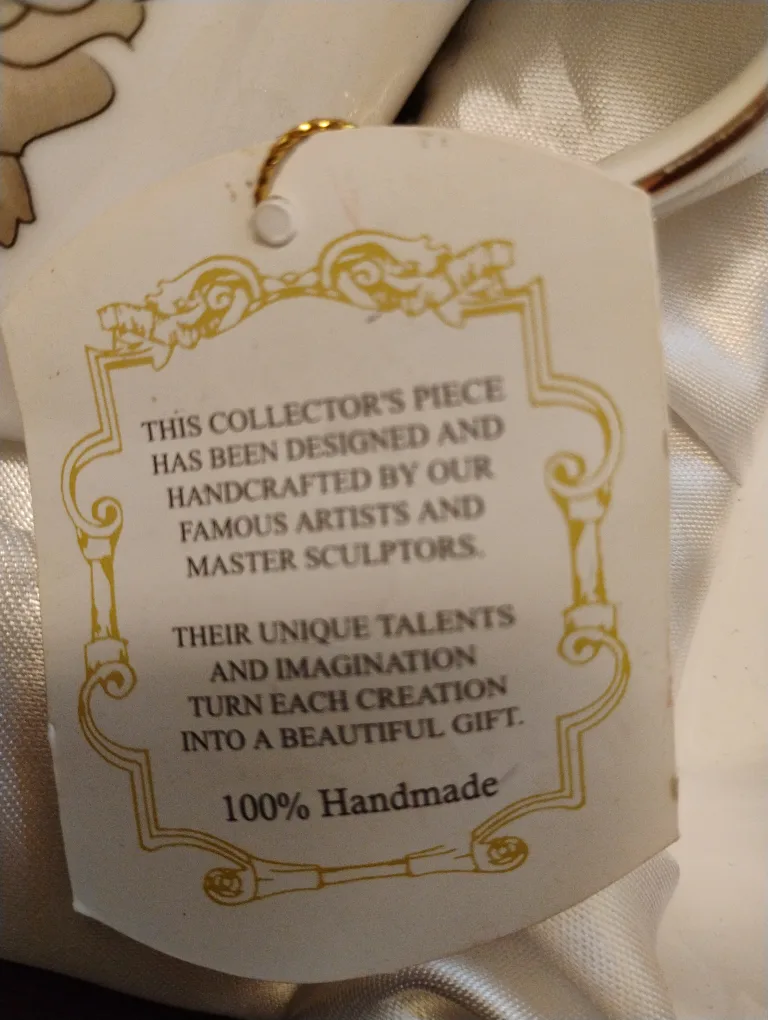 THIS COLLECTOR'S PIECE
HAS BEEN DESIGNED AND
HANDCRAFTED BY OUR
FAMOUS ARTISTS AND
MASTER SCULPTORS.
THEIR UNIQUE TALENTS
AND IMAGINATION
TURN EACH CREATION
INTO A BEAUTIFUL GIFT.
100% Handmade